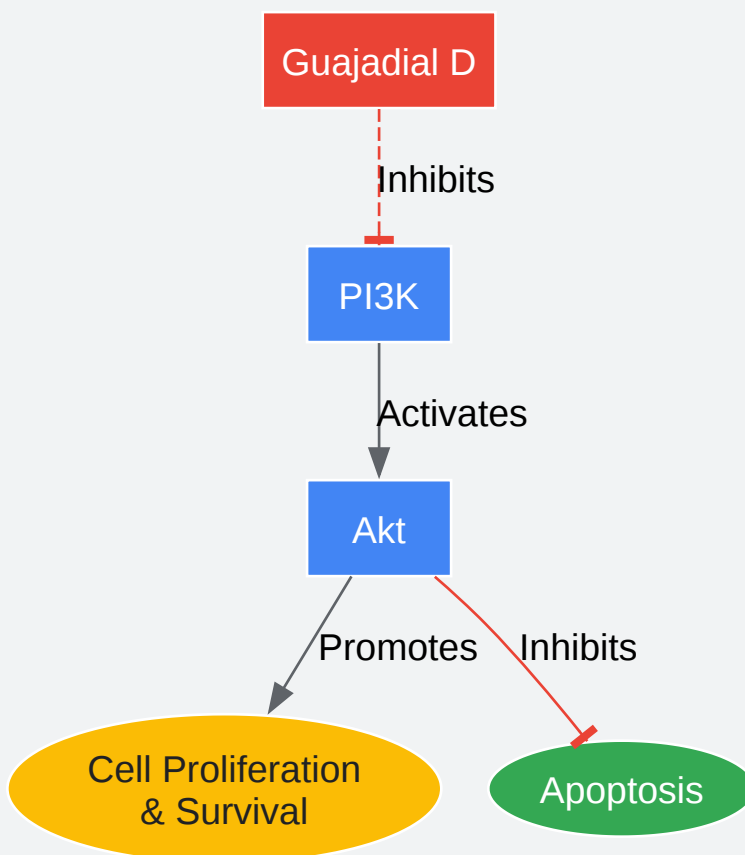 Guajadial D
Inhibits
PI3K
Activates
Akt
Promotes
Inhibits
Cell Proliferation
& Survival
Apoptosis